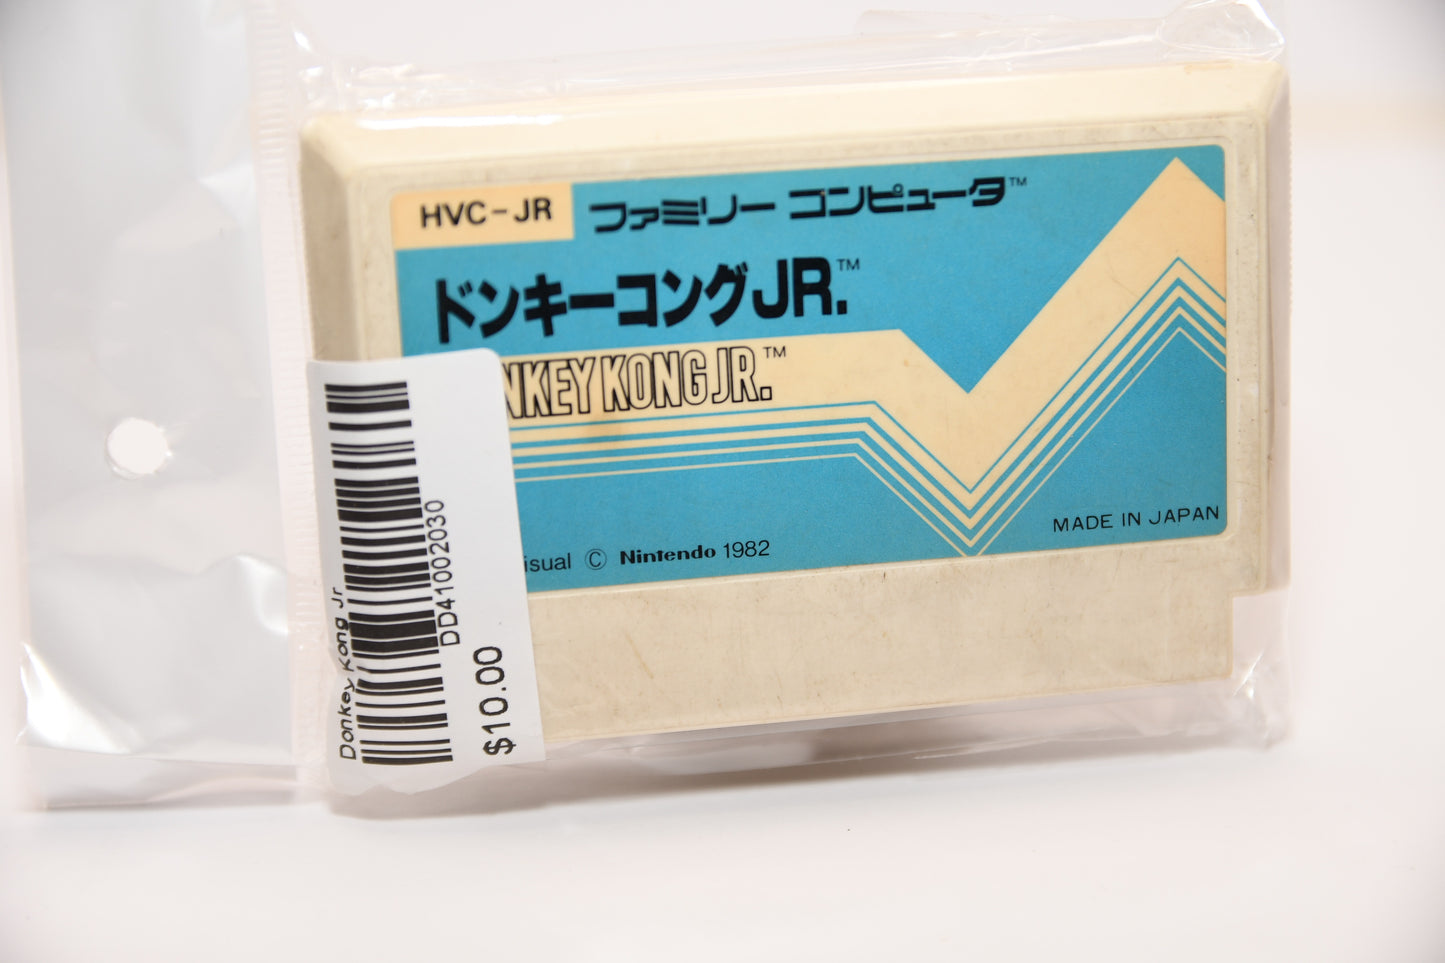 HVC-JR
ファミリー コンピュータ™
ドンキーコングJR.™
NKEY KONG JR.™
isual © Nintendo 1982
MADE IN JAPAN
Donkey Kong Jr
DD41002030
$10.00